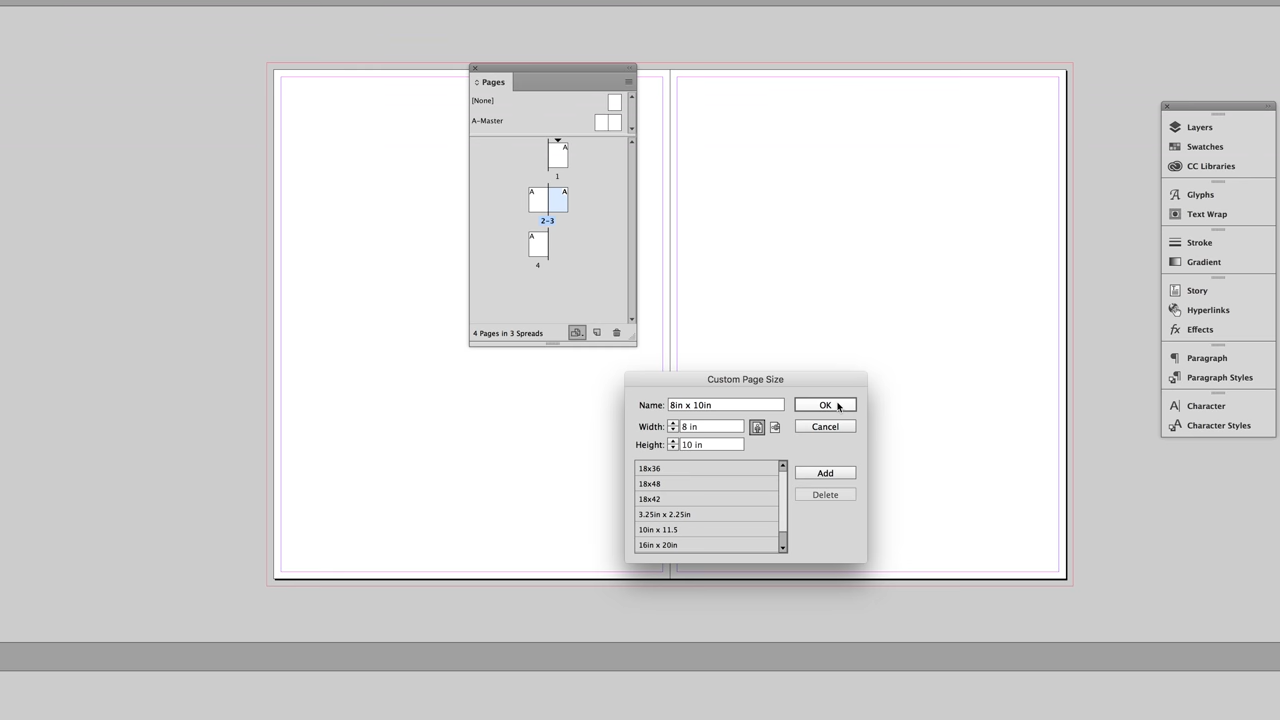 Pages
[None]
A-Master
A
1
A A
2-3
A
4
4 Pages in 3 Spreads
Custom Page Size
Name: 8in x 10in OK
Width: 8 in Cancel
Height: 10 in
18x36
18x48
18x42
3.25in x 2.25in
10in x 11.5
16in x 20in
Add
Delete
Layers
Swatches
CC Libraries
Glyphs
Text Wrap
Stroke
Gradient
Story
Hyperlinks
fx Effects
Paragraph
Paragraph Styles
Character
Character Styles